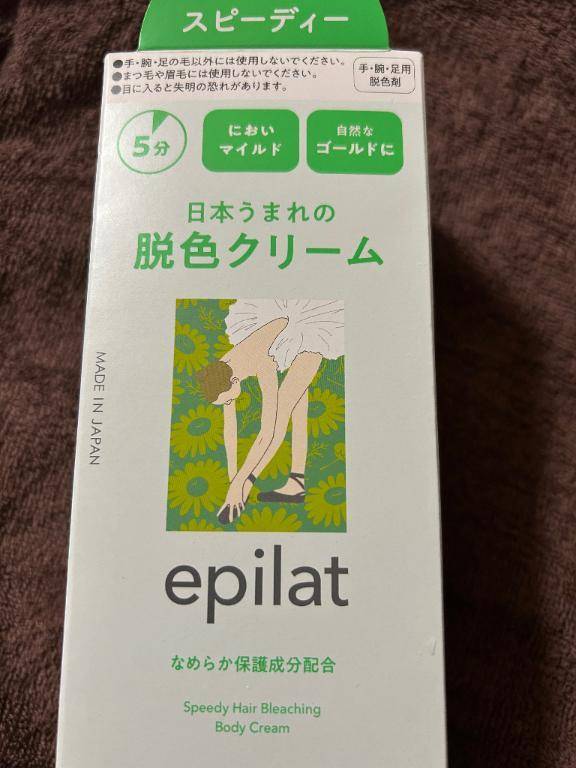 スピーディー
●手・腕・足の毛以外には使用しないでください。
●まつ毛や眉毛には使用しないでください。
●目に入ると失明の恐れがあります。
手・腕・足用
脱色剤
5分
におい
マイルド
自然な
ゴールドに
日本うまれの
脱色クリーム
MADE IN JAPAN
epilat
なめらか保護成分配合
Speedy Hair Bleaching
Body Cream